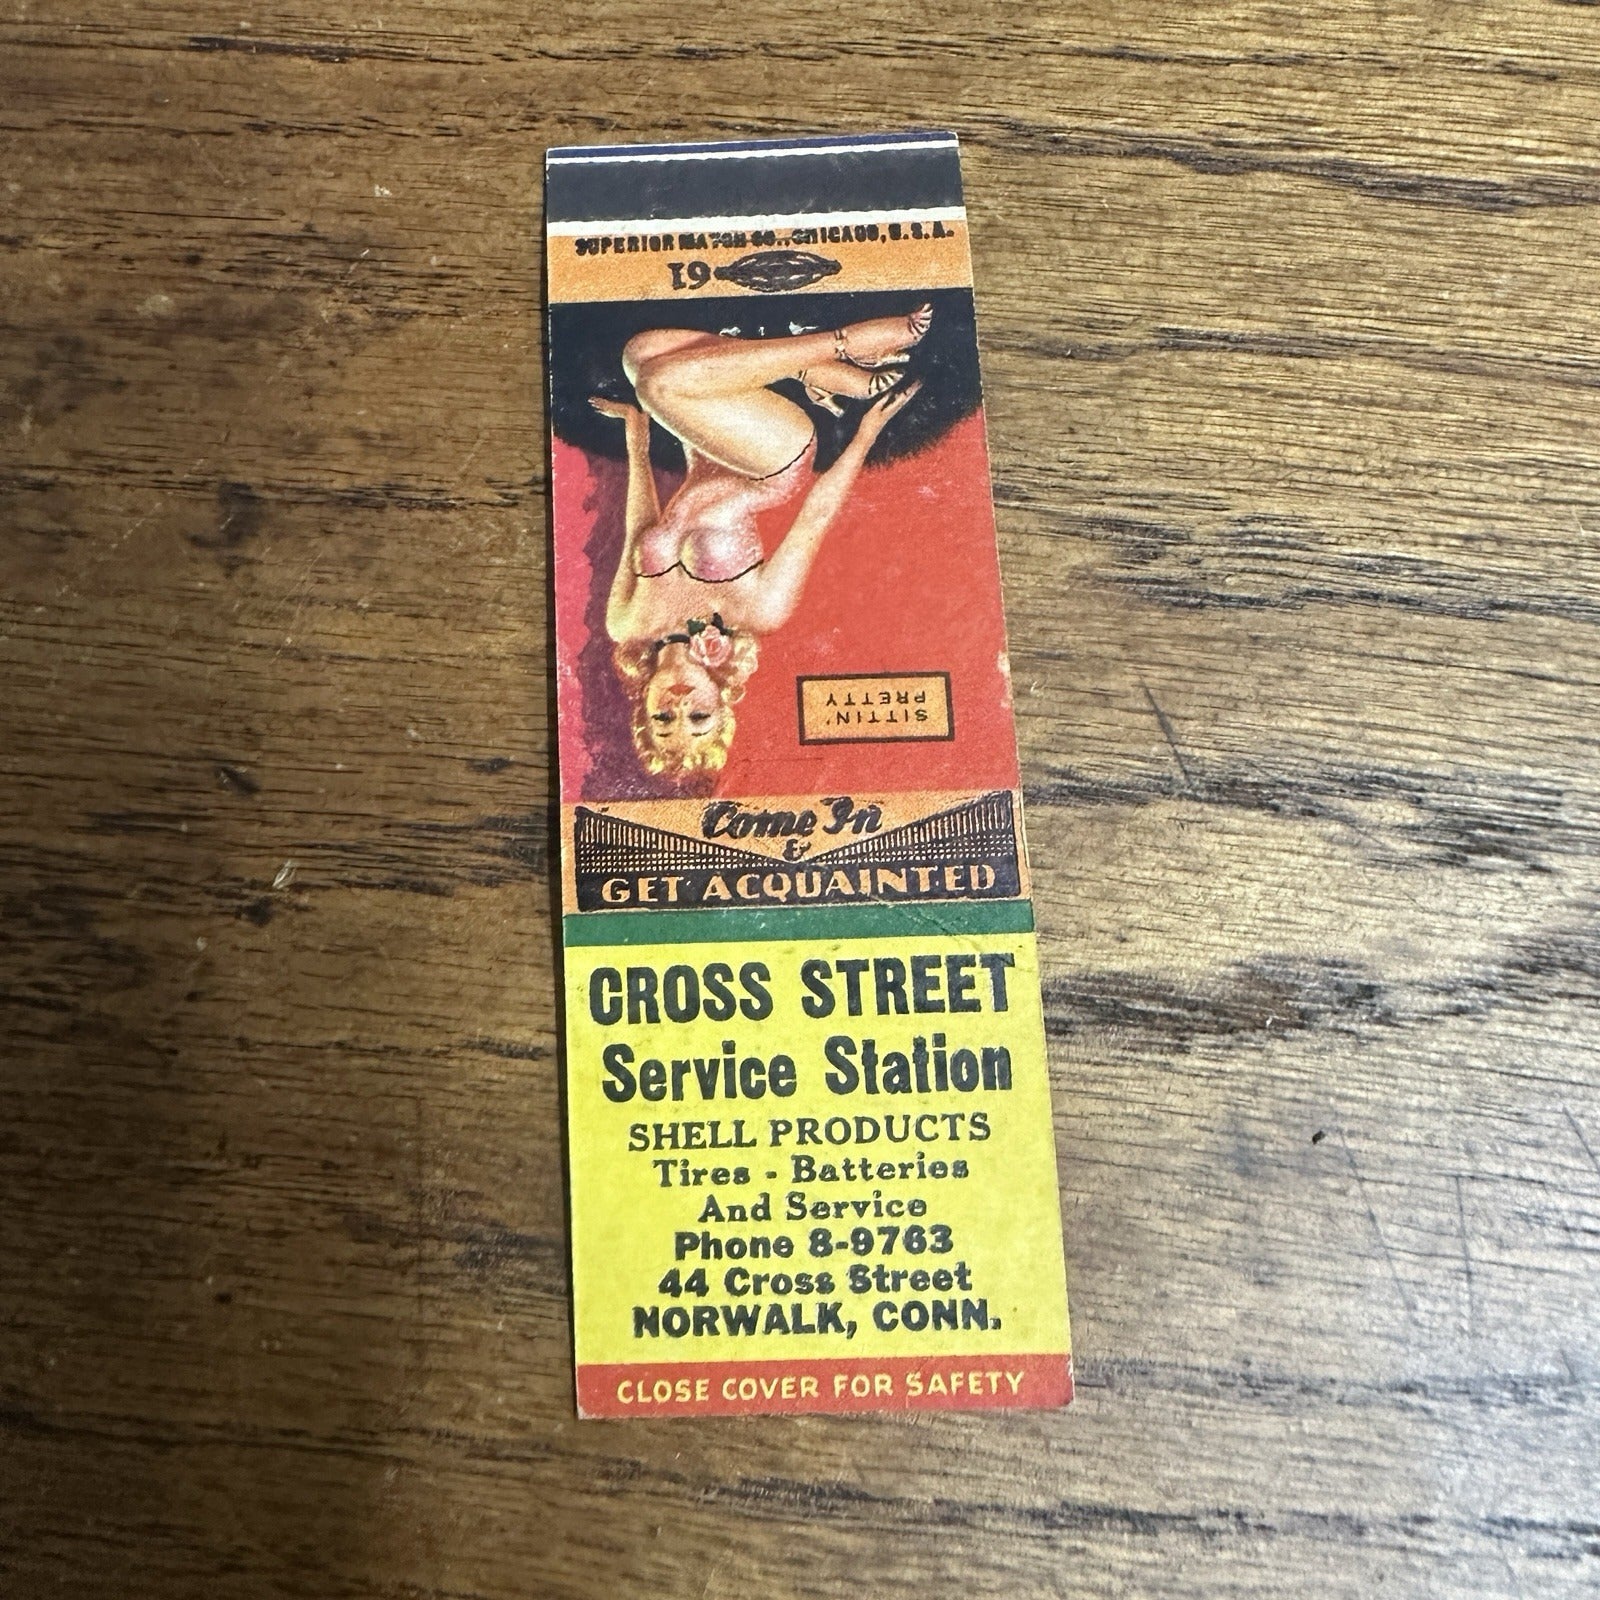 SUPERIOR MATCH CO., CHICAGO, U.S.A.
61
SITTIN'
PRETTY
Come In
&
GET ACQUAINTED
CROSS STREET
Service Station
SHELL PRODUCTS
Tires - Batteries
And Service
Phone 8-9763
44 Cross Street
NORWALK, CONN.
CLOSE COVER FOR SAFETY